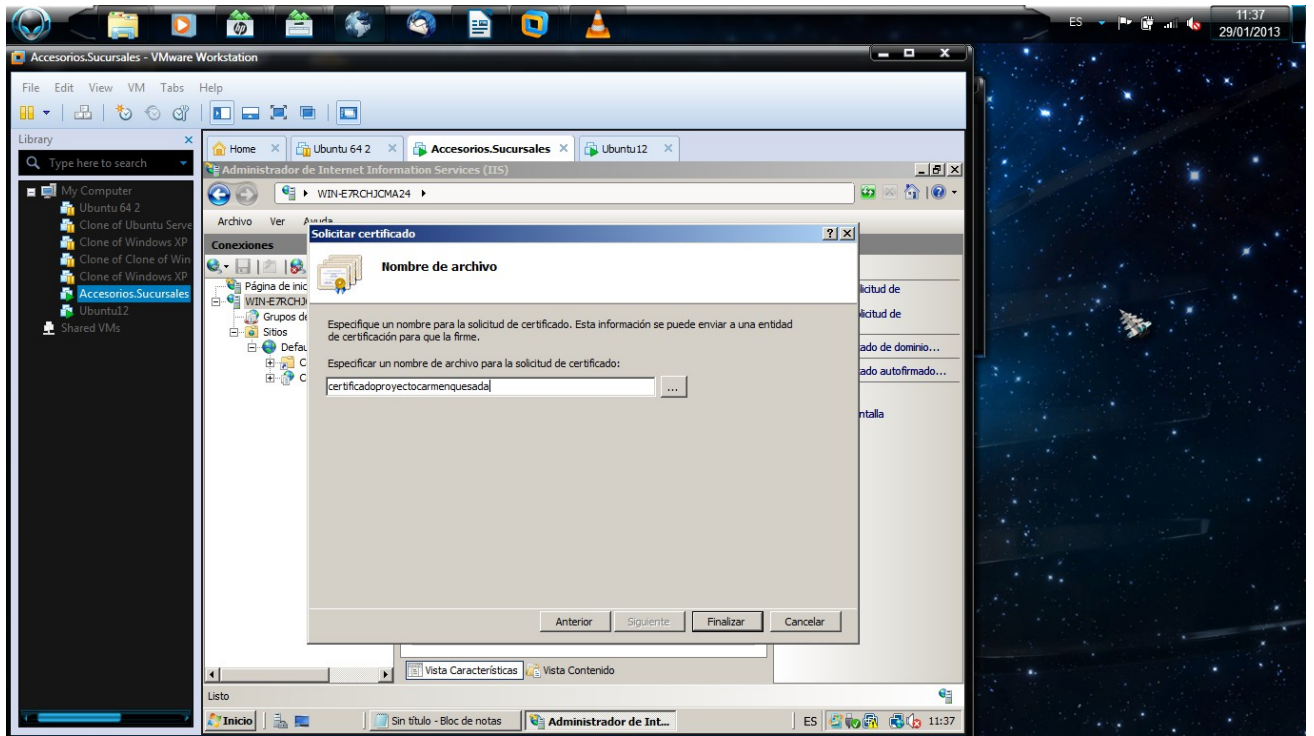 ES
11:37
29/01/2013
Accesorios.Sucursales - VMware Workstation
File Edit View VM Tabs Help
Library
Type here to search
My Computer
Ubuntu 64 2
Clone of Ubuntu Serve
Clone of Windows XP
Clone of Clone of Win
Clone of Windows XP
Accesorios.Sucursales
Ubuntu12
Shared VMs
Home
Ubuntu 64 2
Accesorios.Sucursales
Ubuntu12
Administrador de Internet Information Services (IIS)
WIN-E7RCHJCMA24
Archivo Ver Ayuda
Conexiones
Página de inic
WIN-E7RCHJ
Grupos de
Sitios
Defau
C
C
Solicitar certificado
Nombre de archivo
Especifique un nombre para la solicitud de certificado. Esta información se puede enviar a una entidad
de certificación para que la firme.
Especificar un nombre de archivo para la solicitud de certificado:
certificadoproyectocarmenquesada
...
Anterior Siguiente Finalizar Cancelar
licitud de
licitud de
ado de dominio...
ado autofirmado...
ntalla
Vista Características Vista Contenido
Listo
Inicio
Sin título - Bloc de notas
Administrador de Int...
ES
11:37